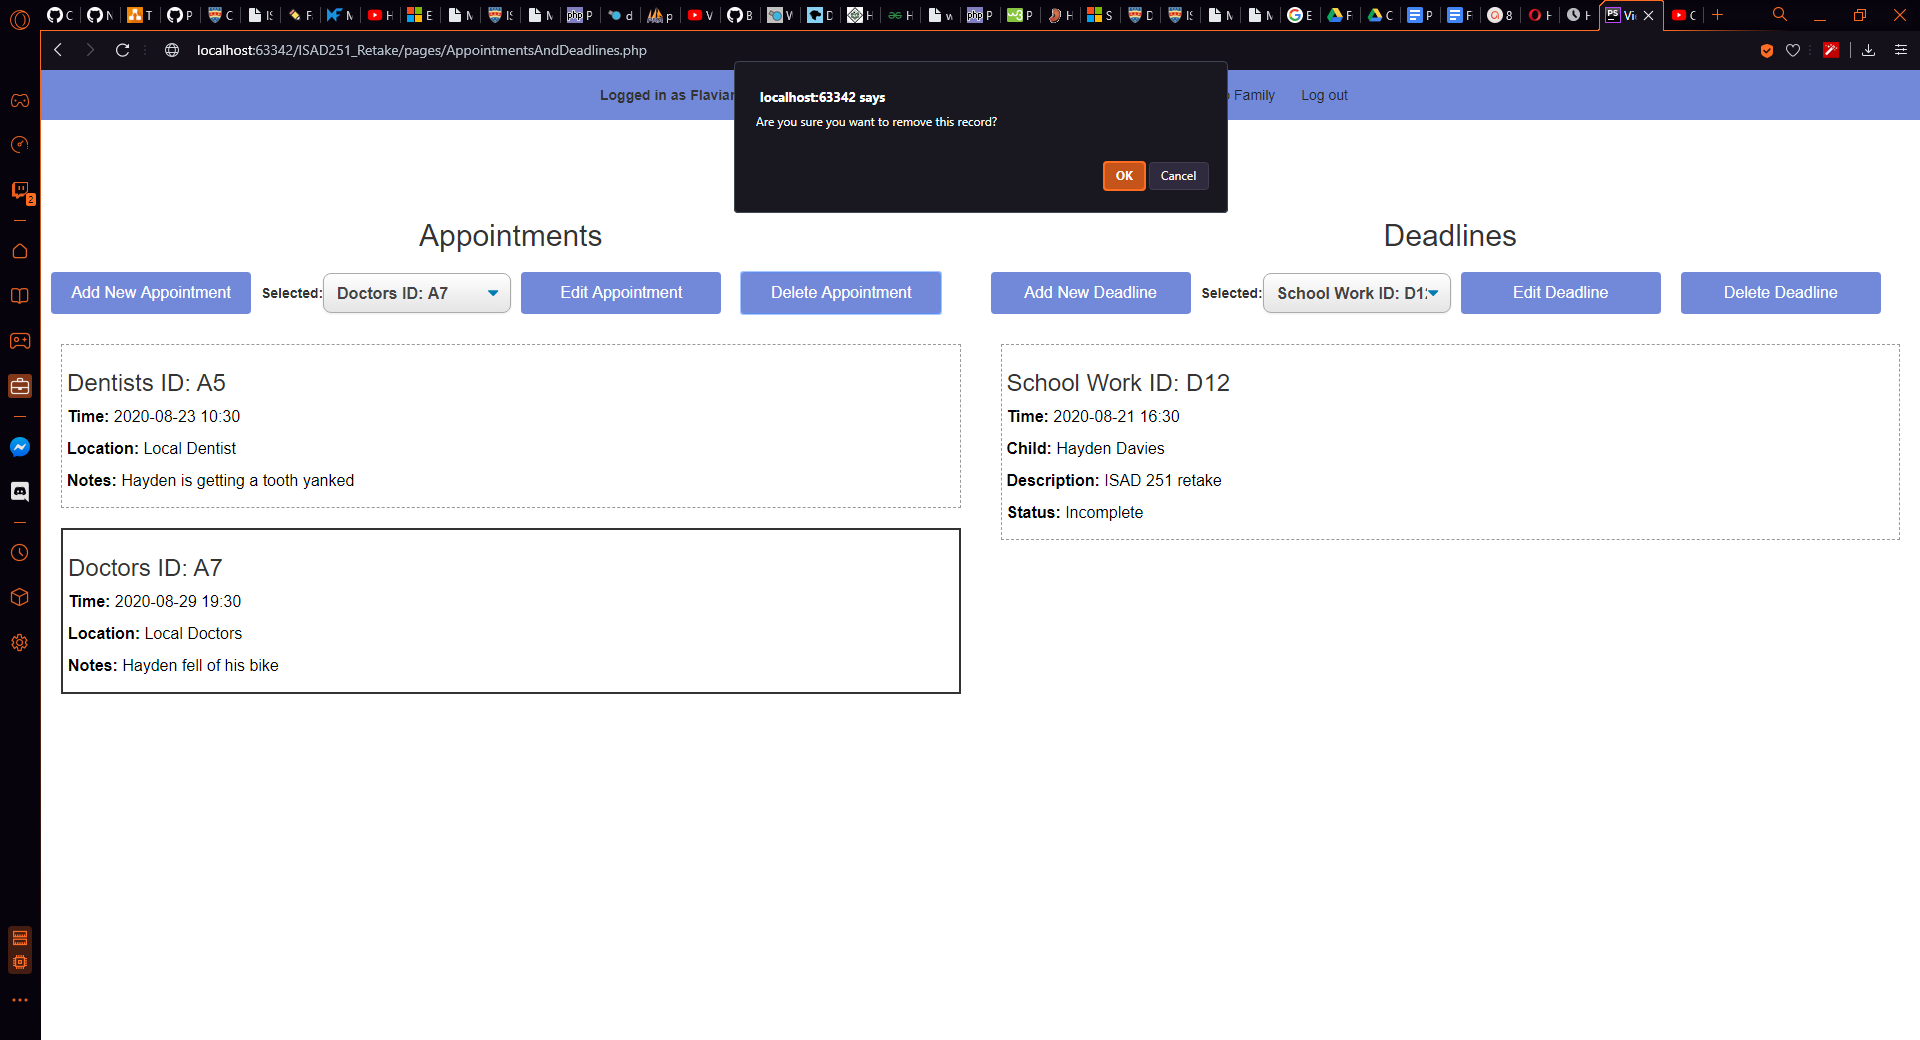 localhost:63342/ISAD251_Retake/pages/AppointmentsAndDeadlines.php
localhost:63342 says
Are you sure you want to remove this record?
OK Cancel
Logged in as Family Log out
Appointments
Add New Appointment Selected: Doctors ID: A7 Edit Appointment Delete Appointment
Dentists ID: A5
Time: 2020-08-23 10:30
Location: Local Dentist
Notes: Hayden is getting a tooth yanked
Doctors ID: A7
Time: 2020-08-29 19:30
Location: Local Doctors
Notes: Hayden fell of his bike
Deadlines
Add New Deadline Selected: School Work ID: Edit Deadline Delete Deadline
School Work ID: D12
Time: 2020-08-21 16:30
Child: Hayden Davies
Description: ISAD 251 retake
Status: Incomplete